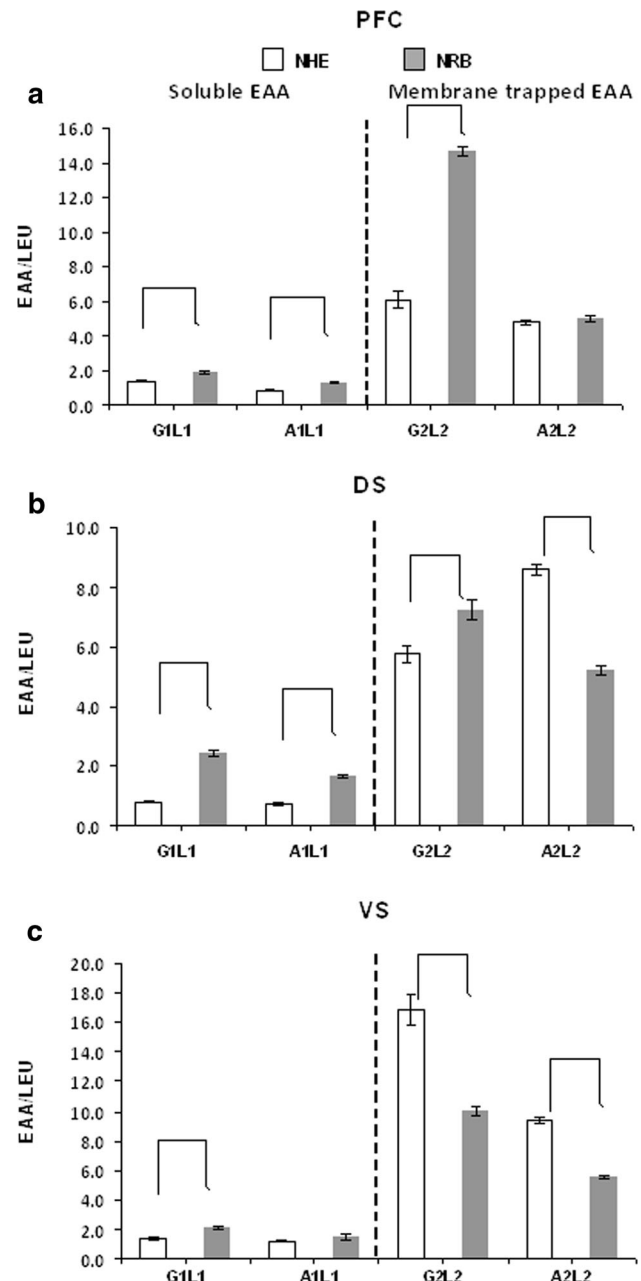 PFC
NHE NRB
a Soluble EAA Membrane trapped EAA
16.0
14.0
12.0
10.0
8.0
6.0
4.0
2.0
0.0
EAA/LEU
G1L1 A1L1 G2L2 A2L2
DS
b
10.0
8.0
6.0
4.0
2.0
0.0
EAA/LEU
G1L1 A1L1 G2L2 A2L2
VS
c
20.0
18.0
16.0
14.0
12.0
10.0
8.0
6.0
4.0
2.0
0.0
EAA/LEU
G1L1 A1L1 G2L2 A2L2